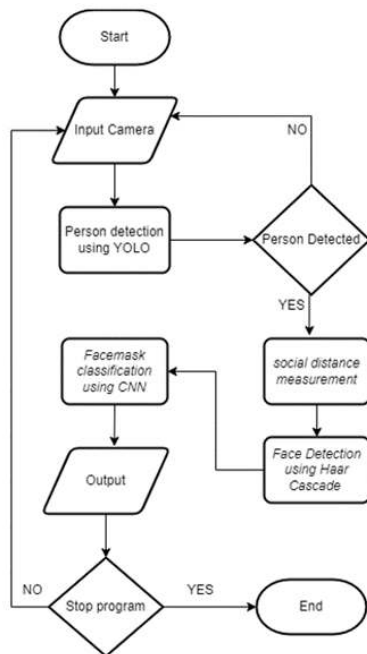 Start
Input Camera
NO
Person detection
using YOLO
Person Detected
YES
social distance
measurement
Facemask
classification
using CNN
Face Detection
using Haar
Cascade
Output
NO
Stop program
YES
End